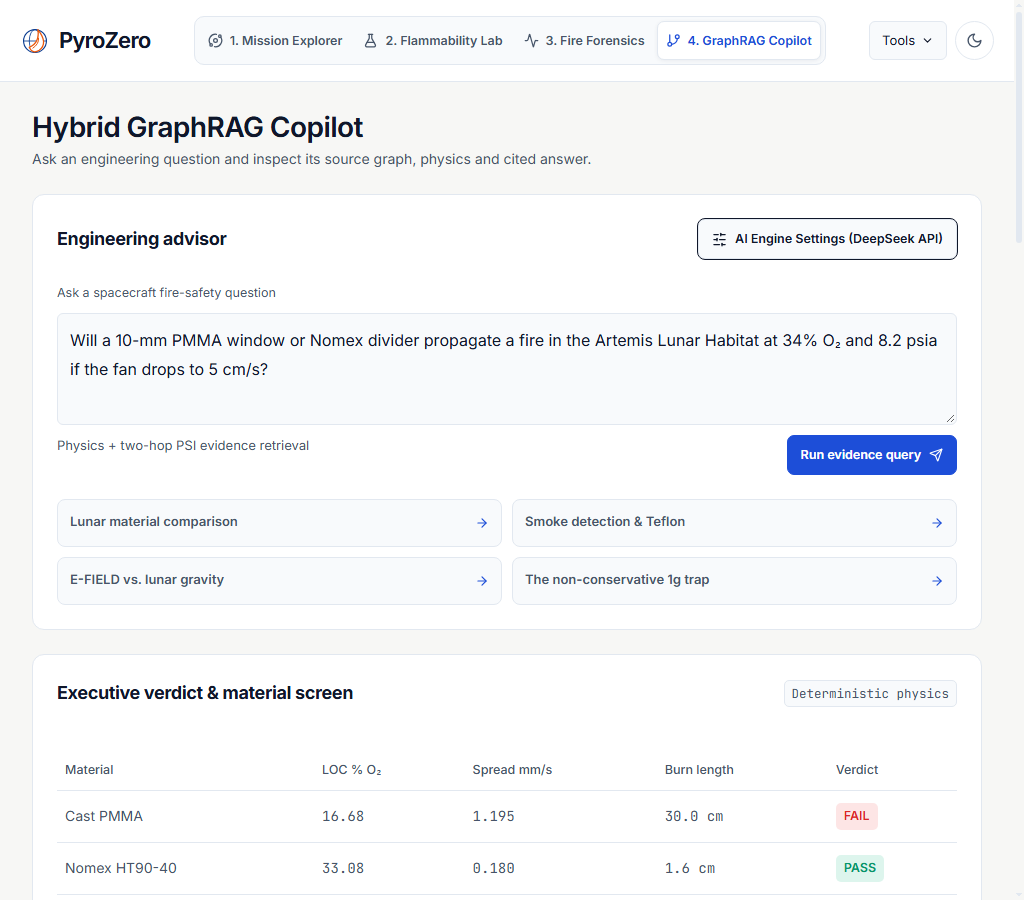 PyroZero
1. Mission Explorer
2. Flammability Lab
3. Fire Forensics
4. GraphRAG Copilot
Tools
Hybrid GraphRAG Copilot
Ask an engineering question and inspect its source graph, physics and cited answer.
Engineering advisor
AI Engine Settings (DeepSeek API)
Ask a spacecraft fire-safety question
Will a 10-mm PMMA window or Nomex divider propagate a fire in the Artemis Lunar Habitat at 34% O₂ and 8.2 psia
if the fan drops to 5 cm/s?
Physics + two-hop PSI evidence retrieval
Run evidence query
Lunar material comparison
Smoke detection & Teflon
E-FIELD vs. lunar gravity
The non-conservative 1g trap
Executive verdict & material screen
Deterministic physics
Material LOC % O₂ Spread mm/s Burn length Verdict
Cast PMMA 16.68 1.195 30.0 cm FAIL
Nomex HT90-40 33.08 0.180 1.6 cm PASS